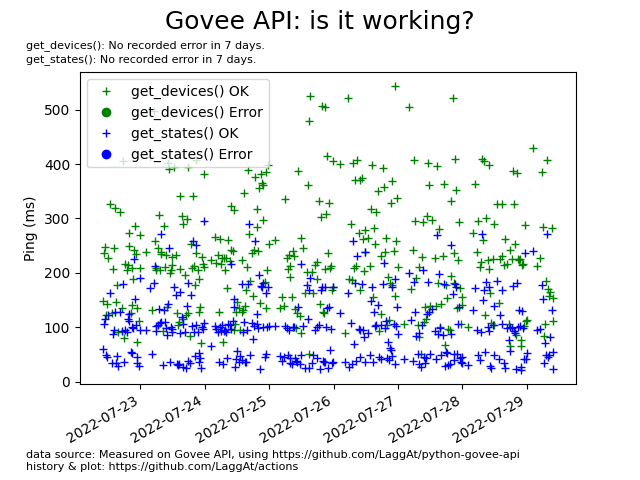 Govee API: is it working?
get_devices(): No recorded error in 7 days.
get_states(): No recorded error in 7 days.
get_devices() OK
get_devices() Error
get_states() OK
get_states() Error
Ping (ms)
500
400
300
200
100
0
2022-07-23
2022-07-24
2022-07-25
2022-07-26
2022-07-27
2022-07-28
2022-07-29
data source: Measured on Govee API, using https://github.com/LaggAt/python-govee-api
history & plot: https://github.com/LaggAt/actions